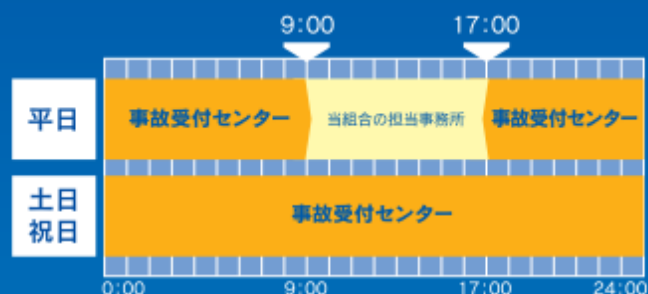 9:00 17:00
平日 事故受付センター 当組合の担当事務所 事故受付センター
土日
祝日
事故受付センター
0:00 9:00 17:00 24:00